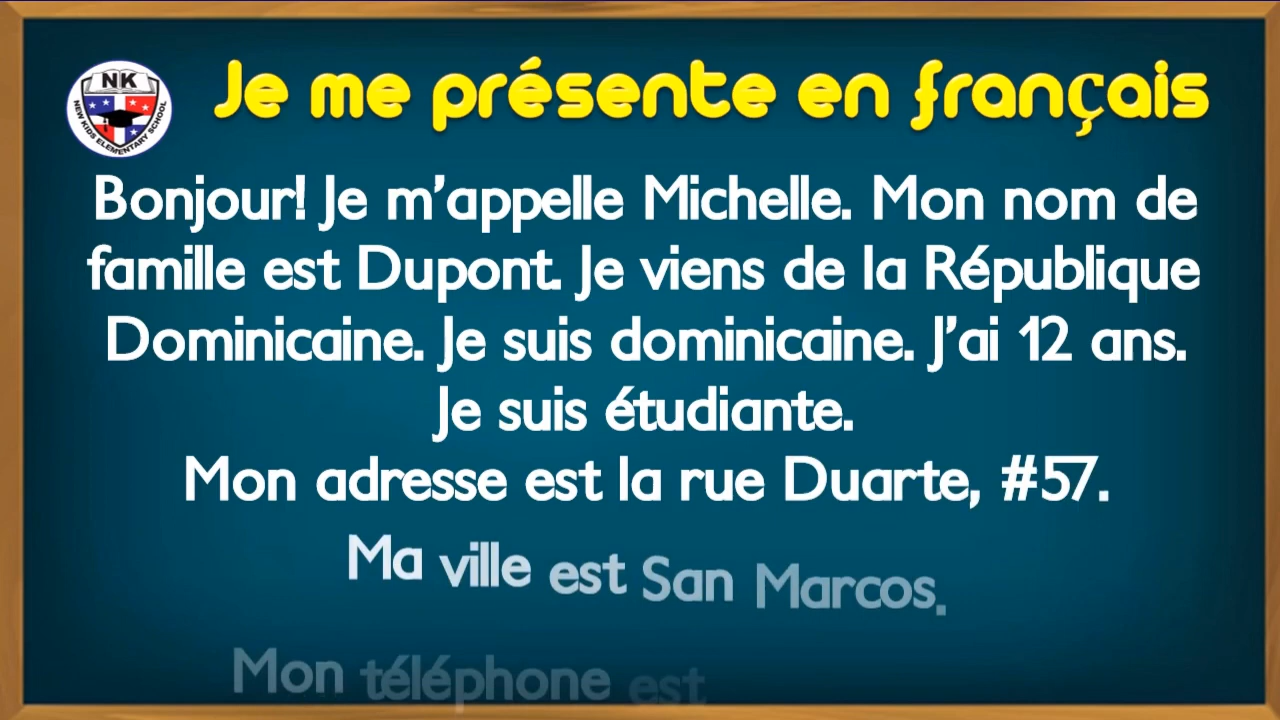 NK
NEW KIDS ELEMENTARY SCHOOL
Je me présente en français
Bonjour! Je m’appelle Michelle. Mon nom de
famille est Dupont. Je viens de la République
Dominicaine. Je suis dominicaine. J’ai 12 ans.
Je suis étudiante.
Mon adresse est la rue Duarte, #57.
Ma ville est San Marcos.
Mon téléphone est